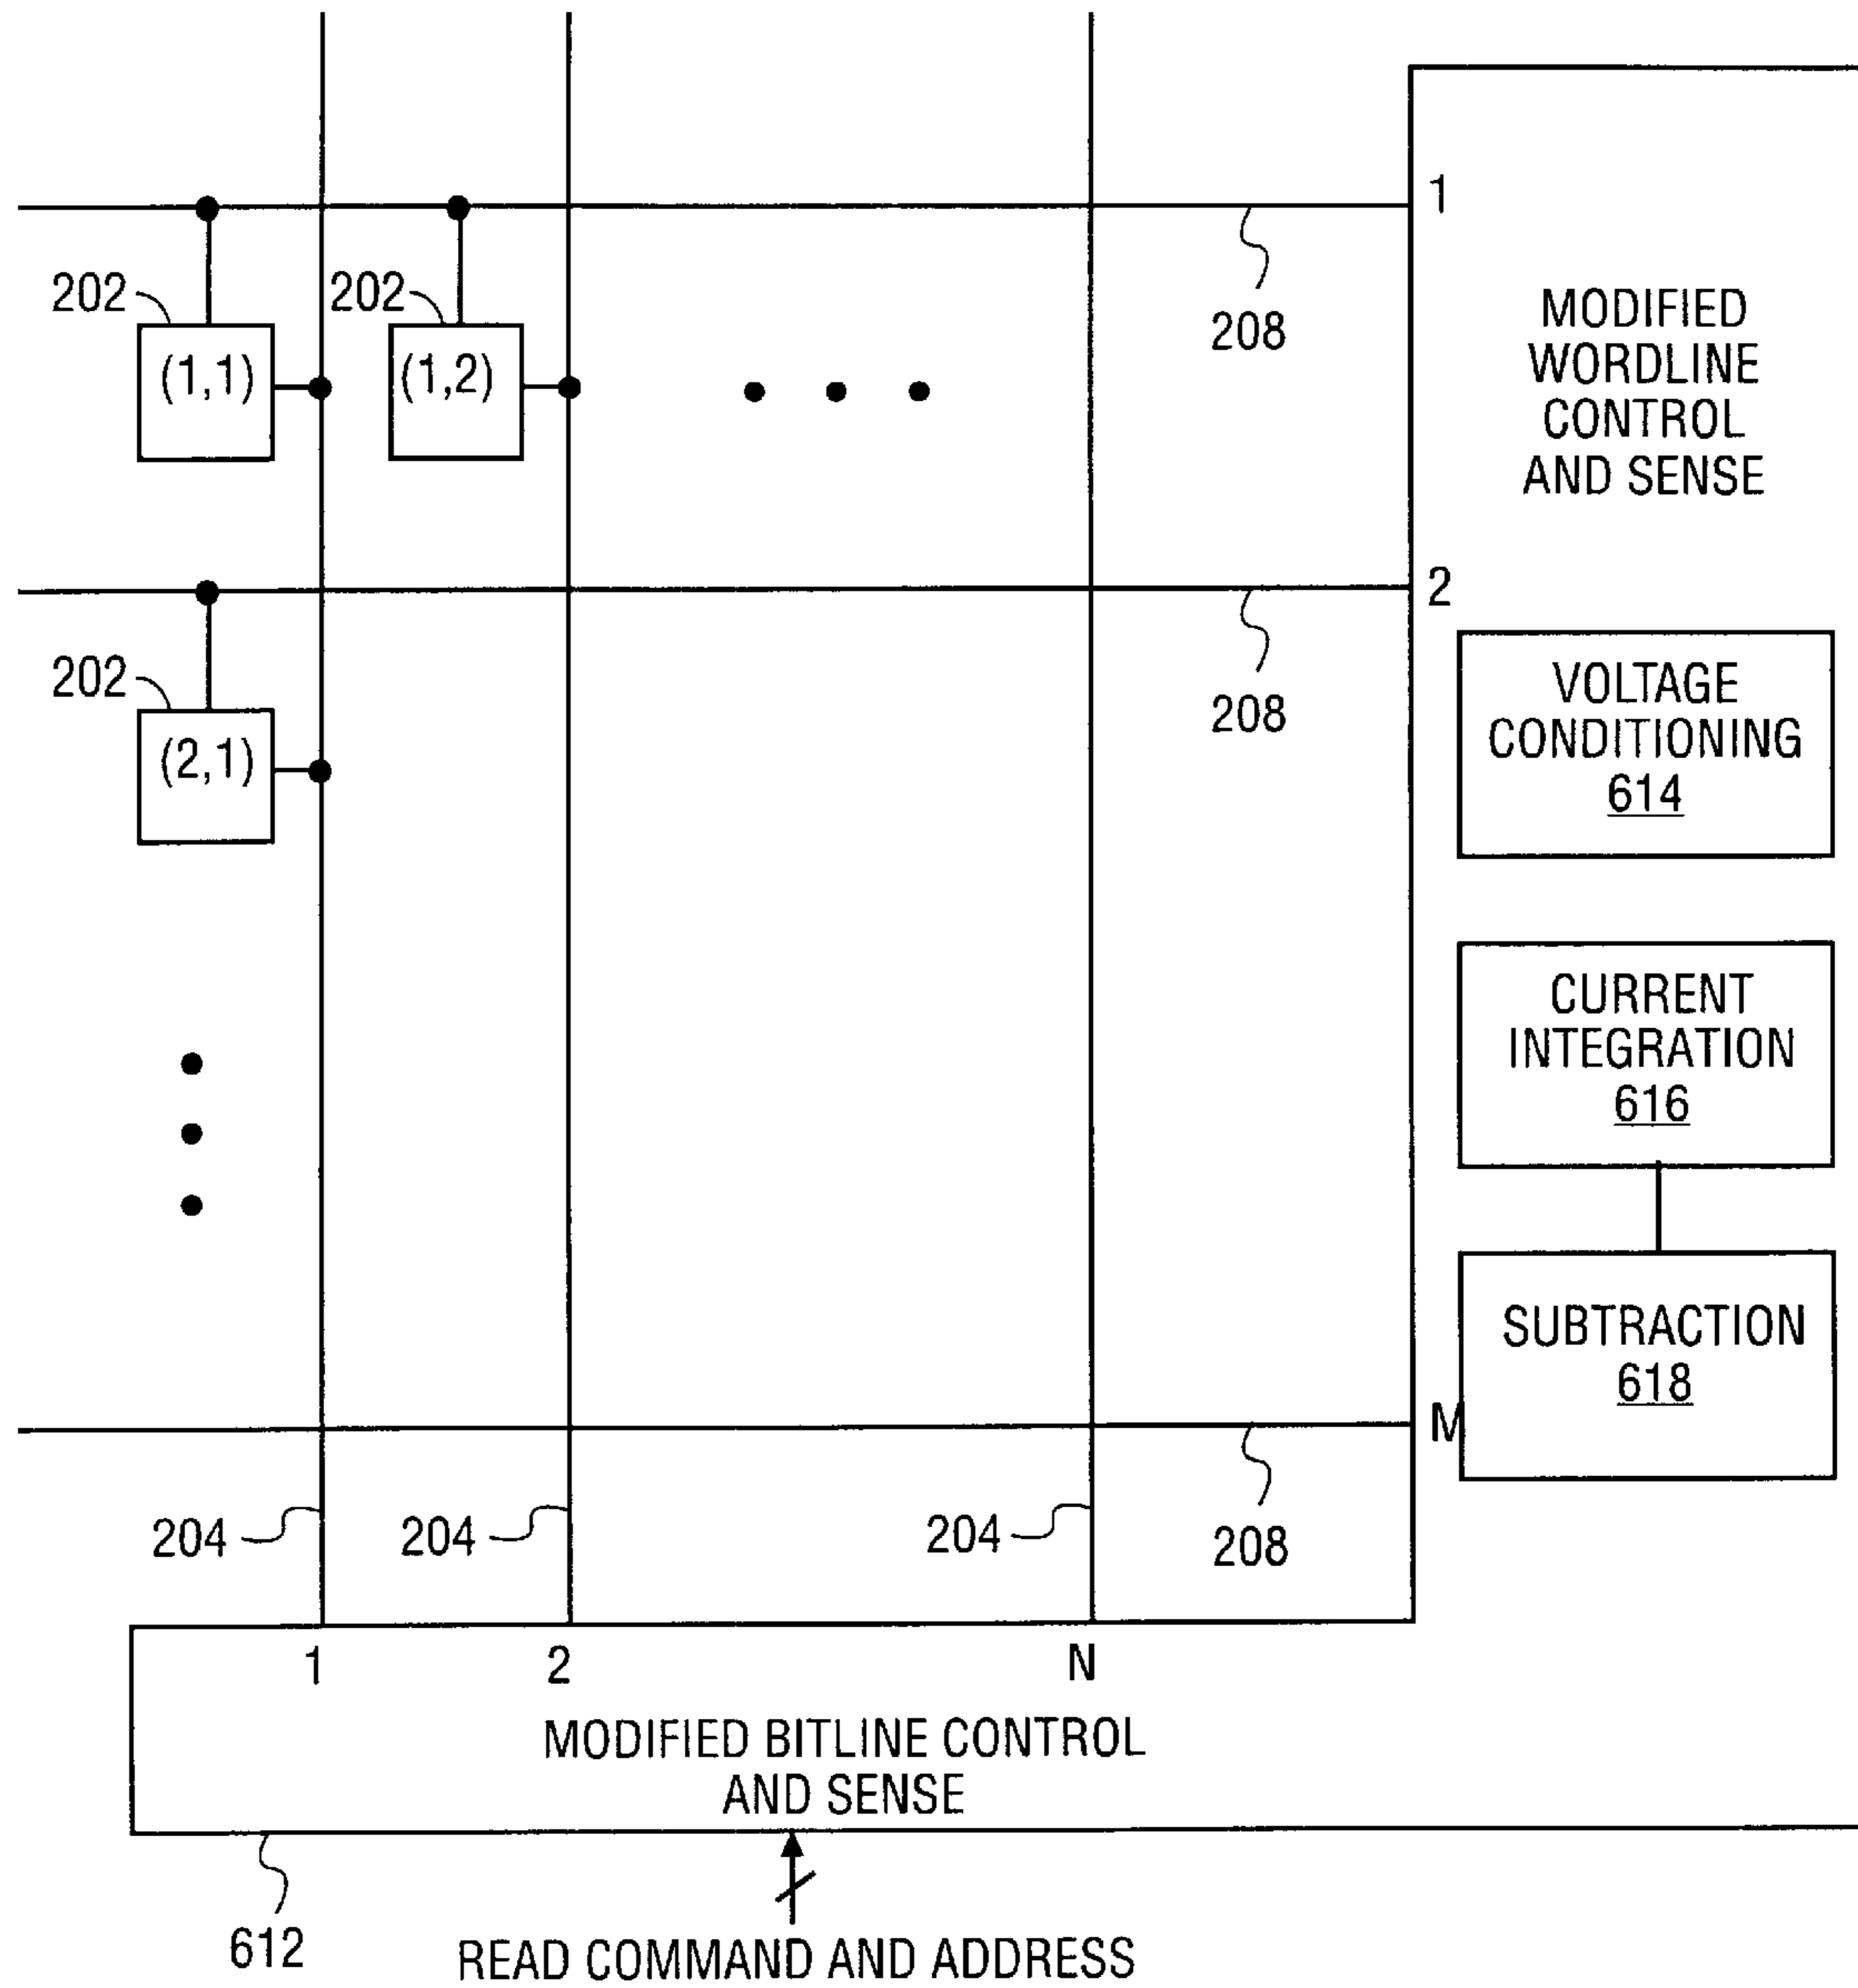 1
202
202
208
(1,1)
(1,2)
MODIFIED
WORDLINE
CONTROL
AND SENSE
2
202
208
(2,1)
VOLTAGE
CONDITIONING
614
CURRENT
INTEGRATION
616
SUBTRACTION
618
M
204
204
204
208
1
2
N
MODIFIED BITLINE CONTROL
AND SENSE
612
READ COMMAND AND ADDRESS